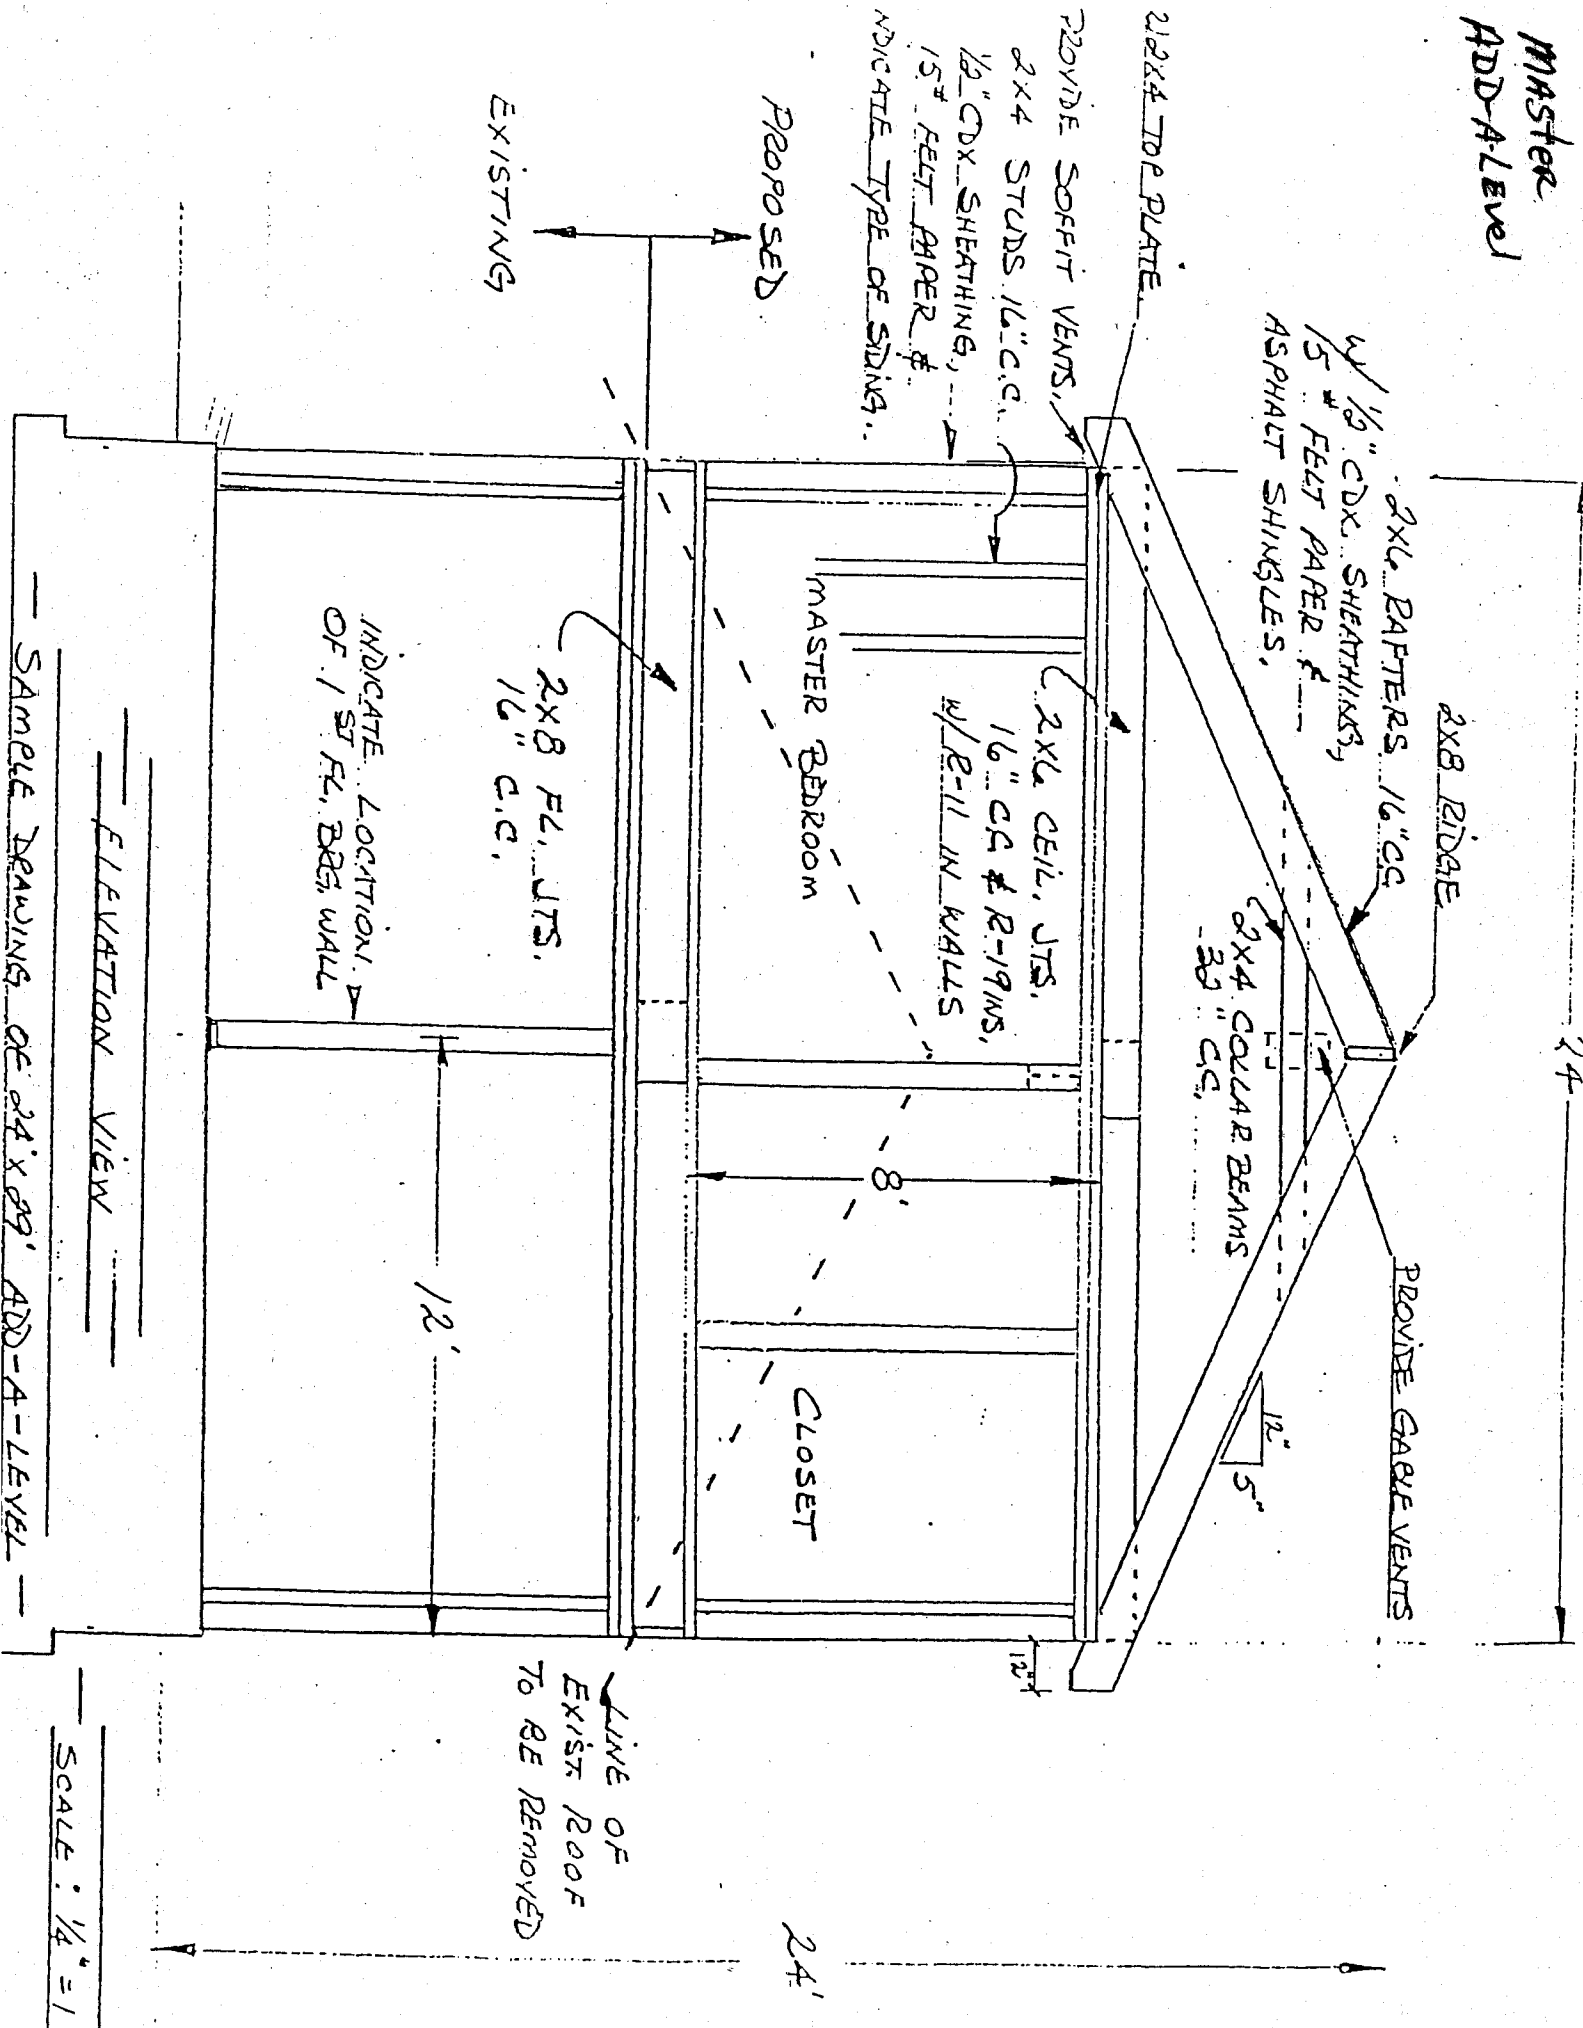 MASTER
ADD-A-LEVEL
24
2X8 RIDGE
2X6 RAFTERS 16" C.C.
W/ 1/2" CDX. SHEATHING,
15 # FELT PAPER &
ASPHALT SHINGLES.
PROVIDE GABLE VENTS
12"
5"
2X4 COLLAR BEAMS
32" C.C.
2X4 TOP PLATE.
PROVIDE SOFFIT VENTS.
2X4 STUDS 16" C.C.
1/2" CDX SHEATHING,
15# FELT PAPER &
INDICATE TYPE OF SIDING.
12"
2X6 CEIL. JTS.
16" C.C. & R-19 INS.
W/ R-11 IN WALLS
MASTER BEDROOM
8'
CLOSET
PROPOSED
EXISTING
2X8 FL. JTS.
16" C.C.
INDICATE LOCATION
OF 1ST FL. BRG. WALL
12'
LINE OF
EXIST. ROOF
TO BE REMOVED
24'
ELEVATION VIEW
— SAMPLE DRAWING OF 24' X 29' ADD-A-LEVEL —
— SCALE : 1/4" = 1